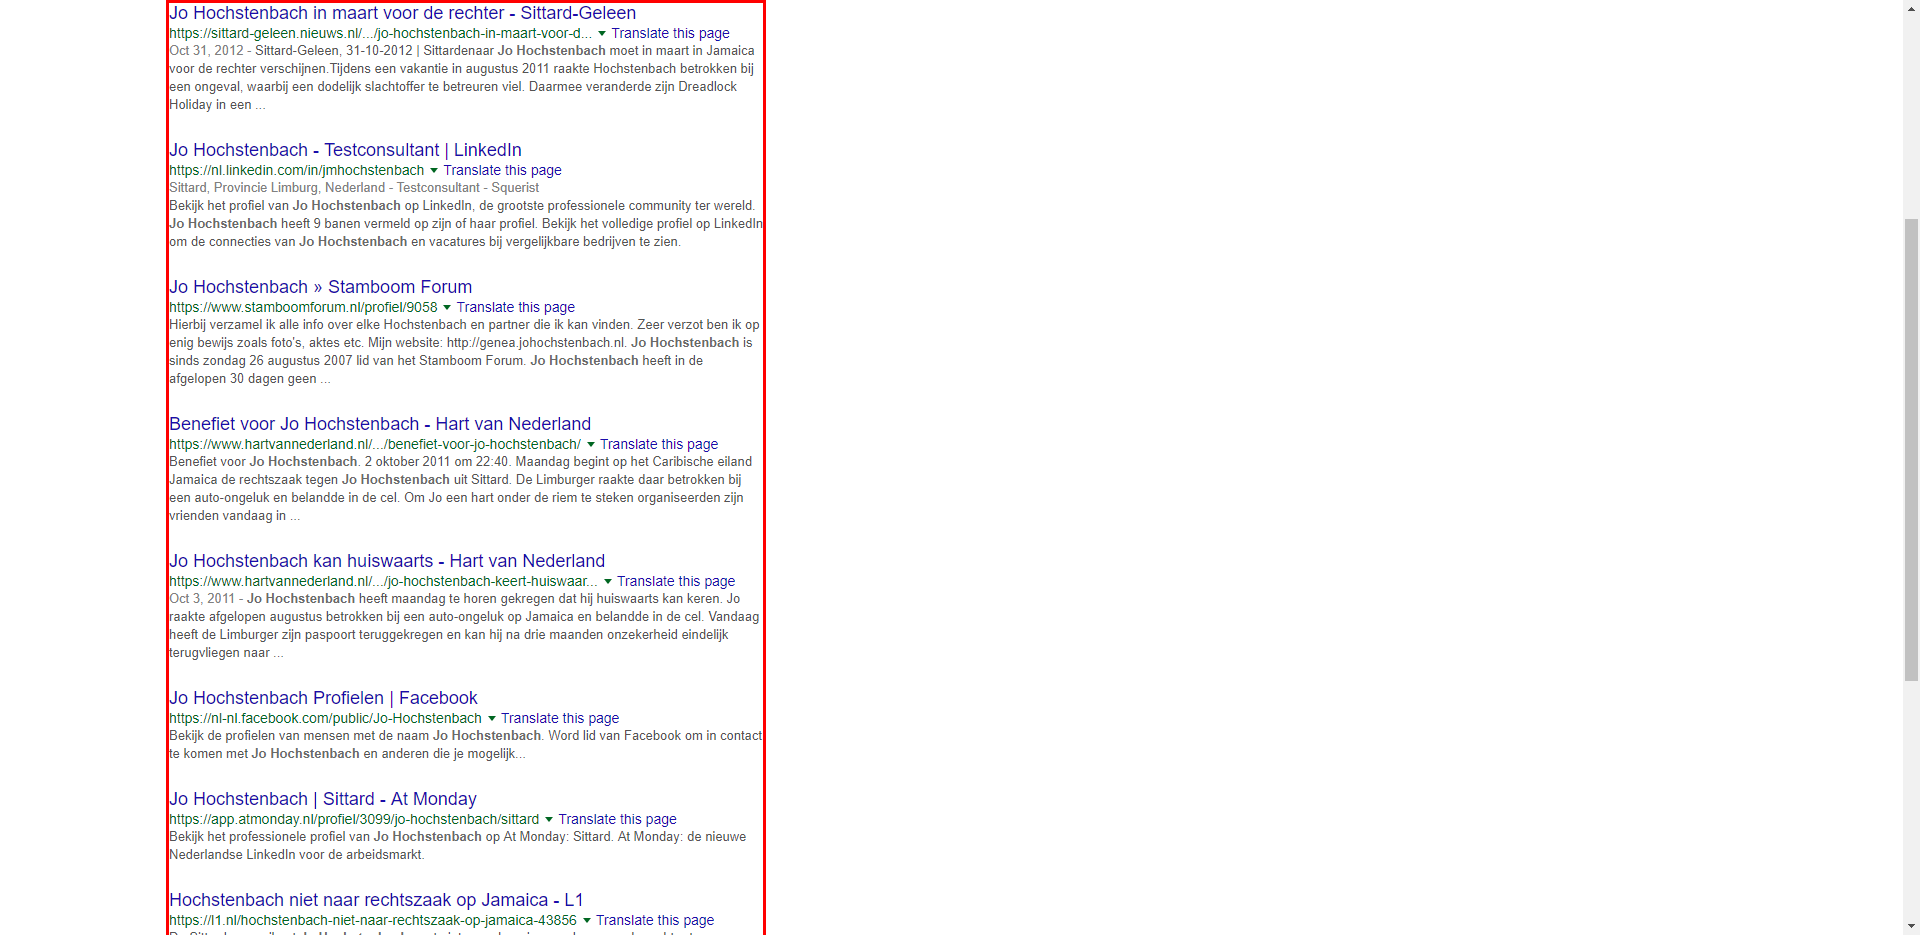 Jo Hochstenbach in maart voor de rechter - Sittard-Geleen
https://sittard-geleen.nieuws.nl/.../jo-hochstenbach-in-maart-voor-d... Translate this page
Oct 31, 2012 - Sittard-Geleen, 31-10-2012 | Sittardenaar Jo Hochstenbach moet in maart in Jamaica
voor de rechter verschijnen.Tijdens een vakantie in augustus 2011 raakte Hochstenbach betrokken bij
een ongeval, waarbij een dodelijk slachtoffer te betreuren viel. Daarmee veranderde zijn Dreadlock
Holiday in een ...
Jo Hochstenbach - Testconsultant | LinkedIn
https://nl.linkedin.com/in/jmhochstenbach Translate this page
Sittard, Provincie Limburg, Nederland - Testconsultant - Squerist
Bekijk het profiel van Jo Hochstenbach op LinkedIn, de grootste professionele community ter wereld.
Jo Hochstenbach heeft 9 banen vermeld op zijn of haar profiel. Bekijk het volledige profiel op LinkedIn
om de connecties van Jo Hochstenbach en vacatures bij vergelijkbare bedrijven te zien.
Jo Hochstenbach » Stamboom Forum
https://www.stamboomforum.nl/profiel/9058 Translate this page
Hierbij verzamel ik alle info over elke Hochstenbach en partner die ik kan vinden. Zeer verzot ben ik op
enig bewijs zoals foto's, aktes etc. Mijn website: http://genea.johochstenbach.nl. Jo Hochstenbach is
sinds zondag 26 augustus 2007 lid van het Stamboom Forum. Jo Hochstenbach heeft in de
afgelopen 30 dagen geen ...
Benefiet voor Jo Hochstenbach - Hart van Nederland
https://www.hartvannederland.nl/.../benefiet-voor-jo-hochstenbach/ Translate this page
Benefiet voor Jo Hochstenbach. 2 oktober 2011 om 22:40. Maandag begint op het Caribische eiland
Jamaica de rechtszaak tegen Jo Hochstenbach uit Sittard. De Limburger raakte daar betrokken bij
een auto-ongeluk en belandde in de cel. Om Jo een hart onder de riem te steken organiseerden zijn
vrienden vandaag in ...
Jo Hochstenbach kan huiswaarts - Hart van Nederland
https://www.hartvannederland.nl/.../jo-hochstenbach-keert-huiswaar... Translate this page
Oct 3, 2011 - Jo Hochstenbach heeft maandag te horen gekregen dat hij huiswaarts kan keren. Jo
raakte afgelopen augustus betrokken bij een auto-ongeluk op Jamaica en belandde in de cel. Vandaag
heeft de Limburger zijn paspoort teruggekregen en kan hij na drie maanden onzekerheid eindelijk
terugvliegen naar ...
Jo Hochstenbach Profielen | Facebook
https://nl-nl.facebook.com/public/Jo-Hochstenbach Translate this page
Bekijk de profielen van mensen met de naam Jo Hochstenbach. Word lid van Facebook om in contact
te komen met Jo Hochstenbach en anderen die je mogelijk...
Jo Hochstenbach | Sittard - At Monday
https://app.atmonday.nl/profiel/3099/jo-hochstenbach/sittard Translate this page
Bekijk het professionele profiel van Jo Hochstenbach op At Monday: Sittard. At Monday: de nieuwe
Nederlandse LinkedIn voor de arbeidsmarkt.
Hochstenbach niet naar rechtszaak op Jamaica - L1
https://l1.nl/hochstenbach-niet-naar-rechtszaak-op-jamaica-43856 Translate this page